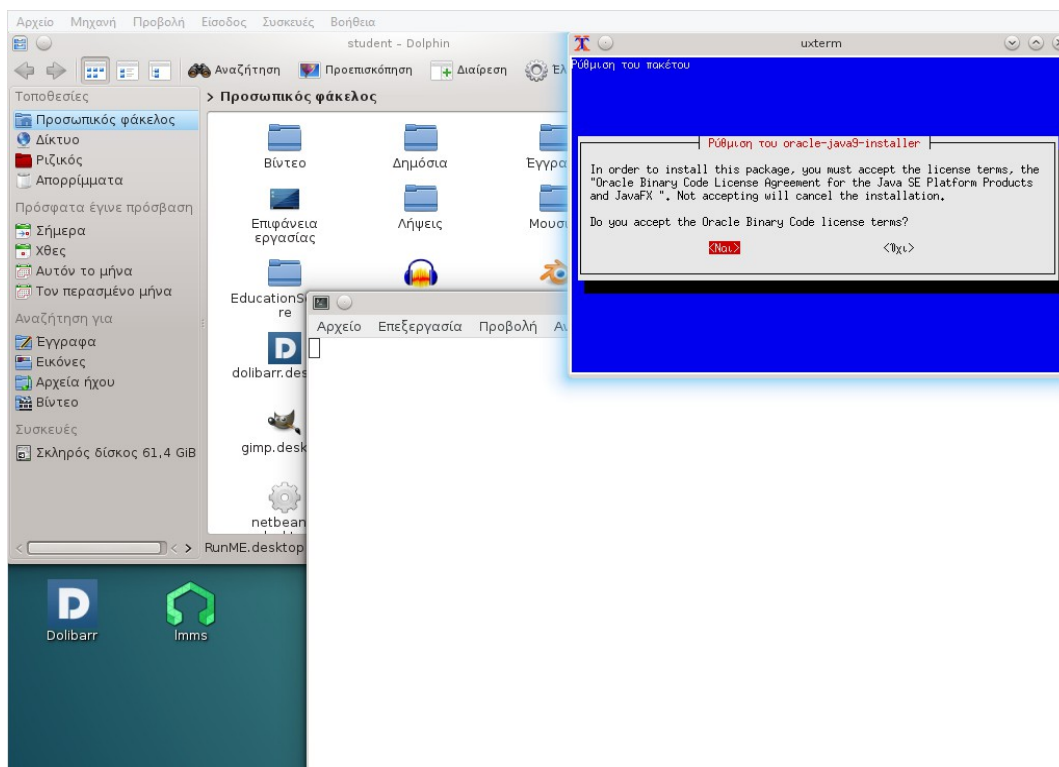 Αρχείο Μηχανή Προβολή Είσοδος Συσκευές Βοήθεια
student - Dolphin
Αναζήτηση Προεπισκόπηση Διαίρεση
Τοποθεσίες
Προσωπικός φάκελος
Δίκτυο
Ριζικός
Απορρίμματα
Πρόσφατα έγινε πρόσβαση
Σήμερα
Χθες
Αυτόν το μήνα
Τον περασμένο μήνα
Αναζήτηση για
Έγγραφα
Εικόνες
Αρχεία ήχου
Βίντεο
Συσκευές
Σκληρός δίσκος 61,4 GiB
> Προσωπικός φάκελος
Βίντεο Δημόσια Έγγρα
Επιφάνεια
εργασίας
Λήψεις Μουσι
EducationS
re
dolibarr.des
gimp.desk
netbean
RunME.desktop
Αρχείο Επεξεργασία Προβολή
uxterm
Ρύθμιση του πακέτου
Ρύθμιση του oracle-java9-installer
In order to install this package, you must accept the license terms, the
"Oracle Binary Code License Agreement for the Java SE Platform Products
and JavaFX ". Not accepting will cancel the installation.
Do you accept the Oracle Binary Code license terms?
<Ναι> <Όχι>
Dolibarr lmms